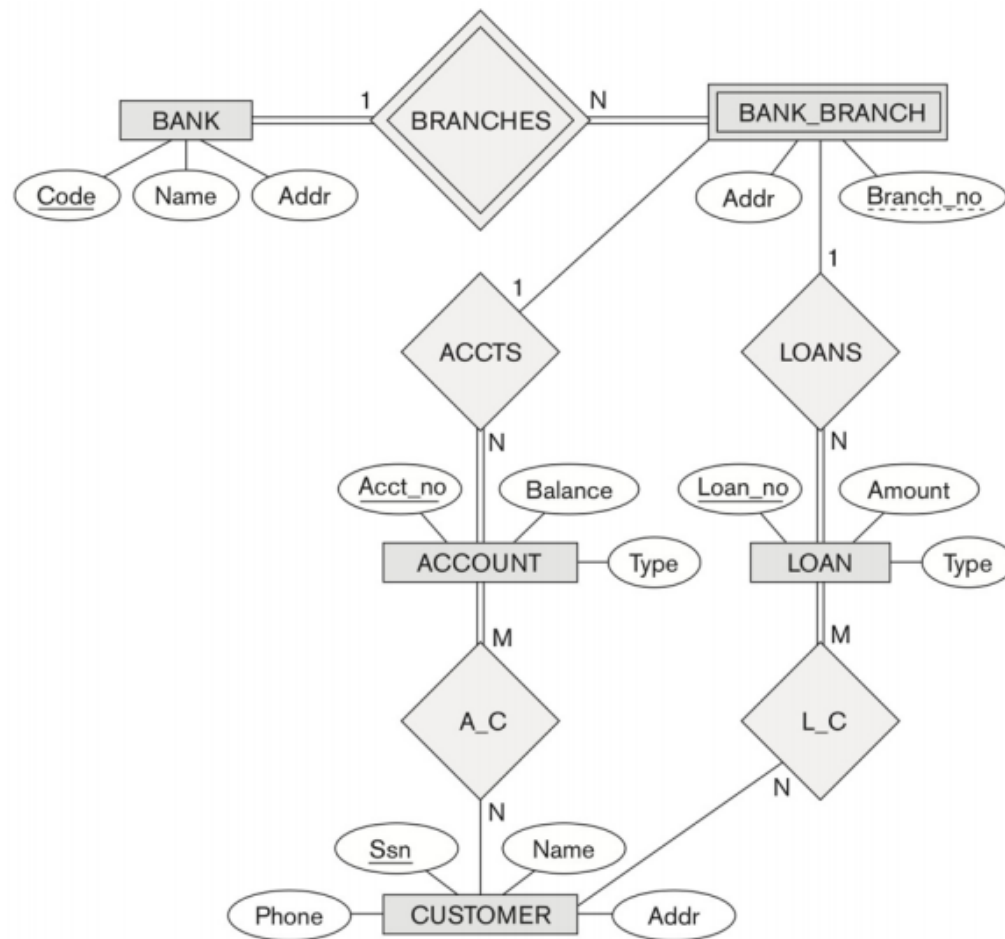 1
N
BANK
BRANCHES
BANK_BRANCH
Code
Name
Addr
Addr
Branch_no
1
1
ACCTS
LOANS
N
N
Acct_no
Balance
Loan_no
Amount
ACCOUNT
Type
LOAN
Type
M
M
A_C
L_C
N
N
Ssn
Name
Phone
CUSTOMER
Addr